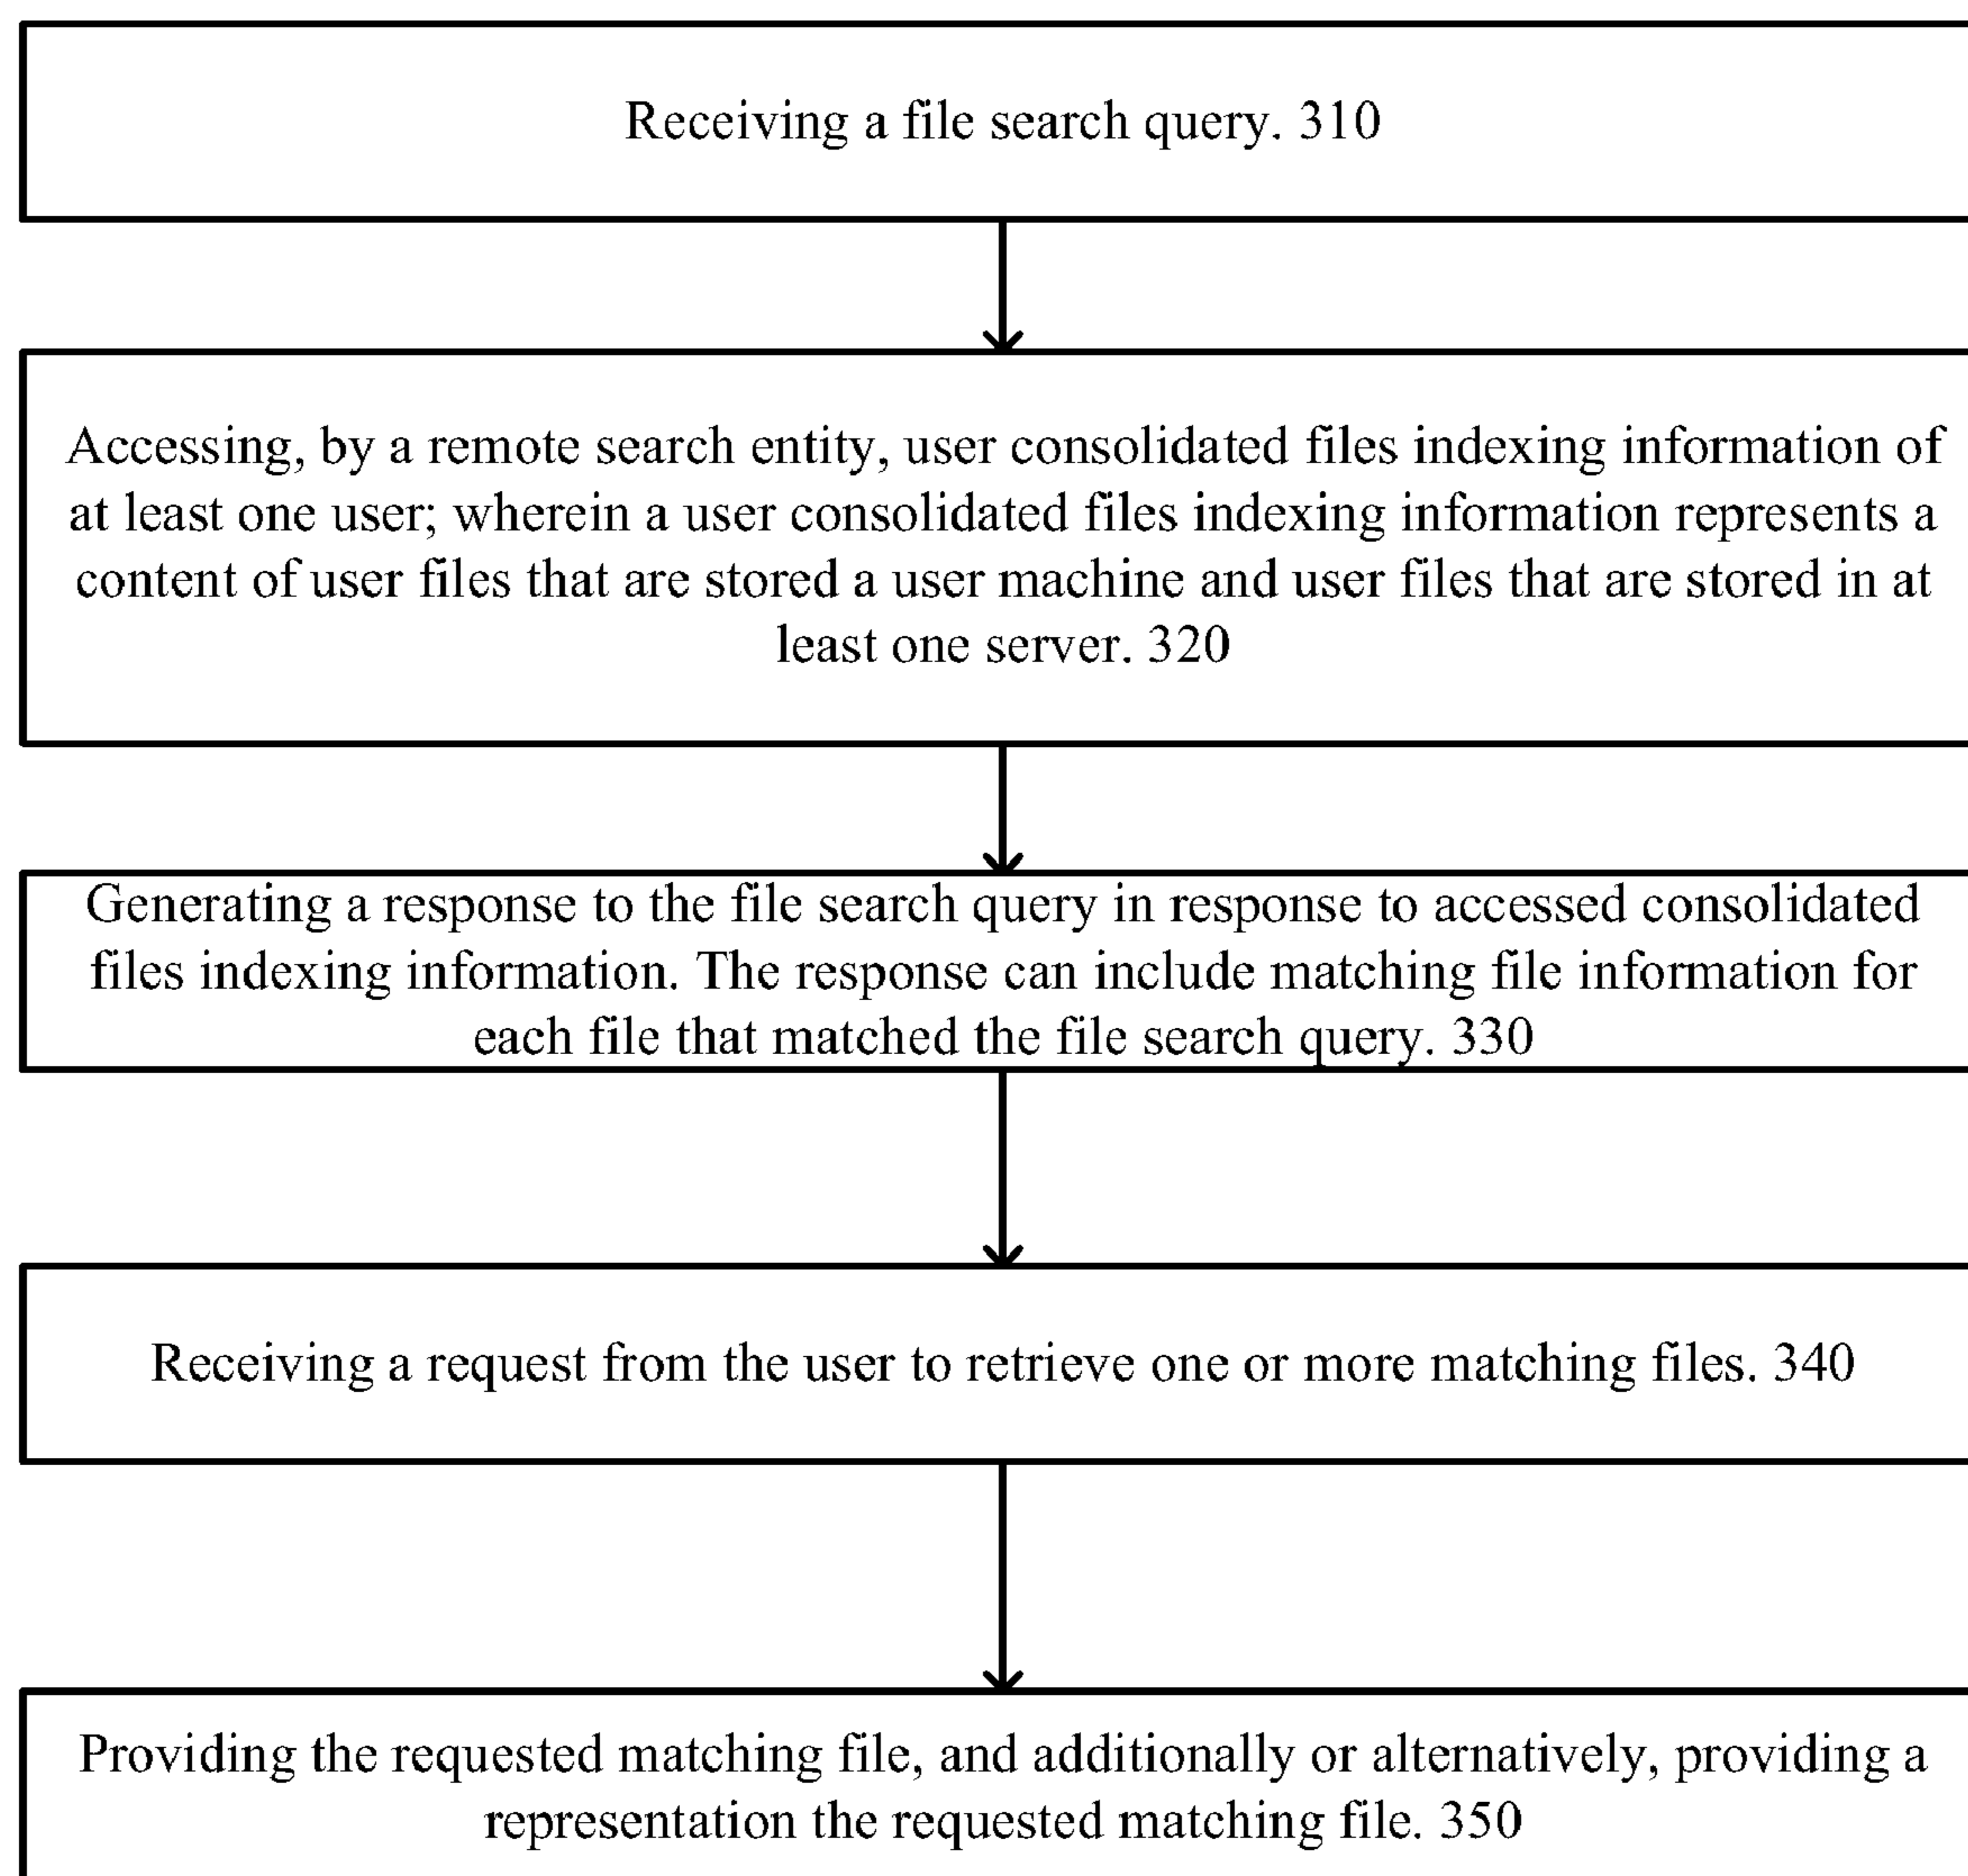 Receiving a file search query. 310
Accessing, by a remote search entity, user consolidated files indexing information of
at least one user; wherein a user consolidated files indexing information represents a
content of user files that are stored a user machine and user files that are stored in at
least one server. 320
Generating a response to the file search query in response to accessed consolidated
files indexing information. The response can include matching file information for
each file that matched the file search query. 330
Receiving a request from the user to retrieve one or more matching files. 340
Providing the requested matching file, and additionally or alternatively, providing a
representation the requested matching file. 350